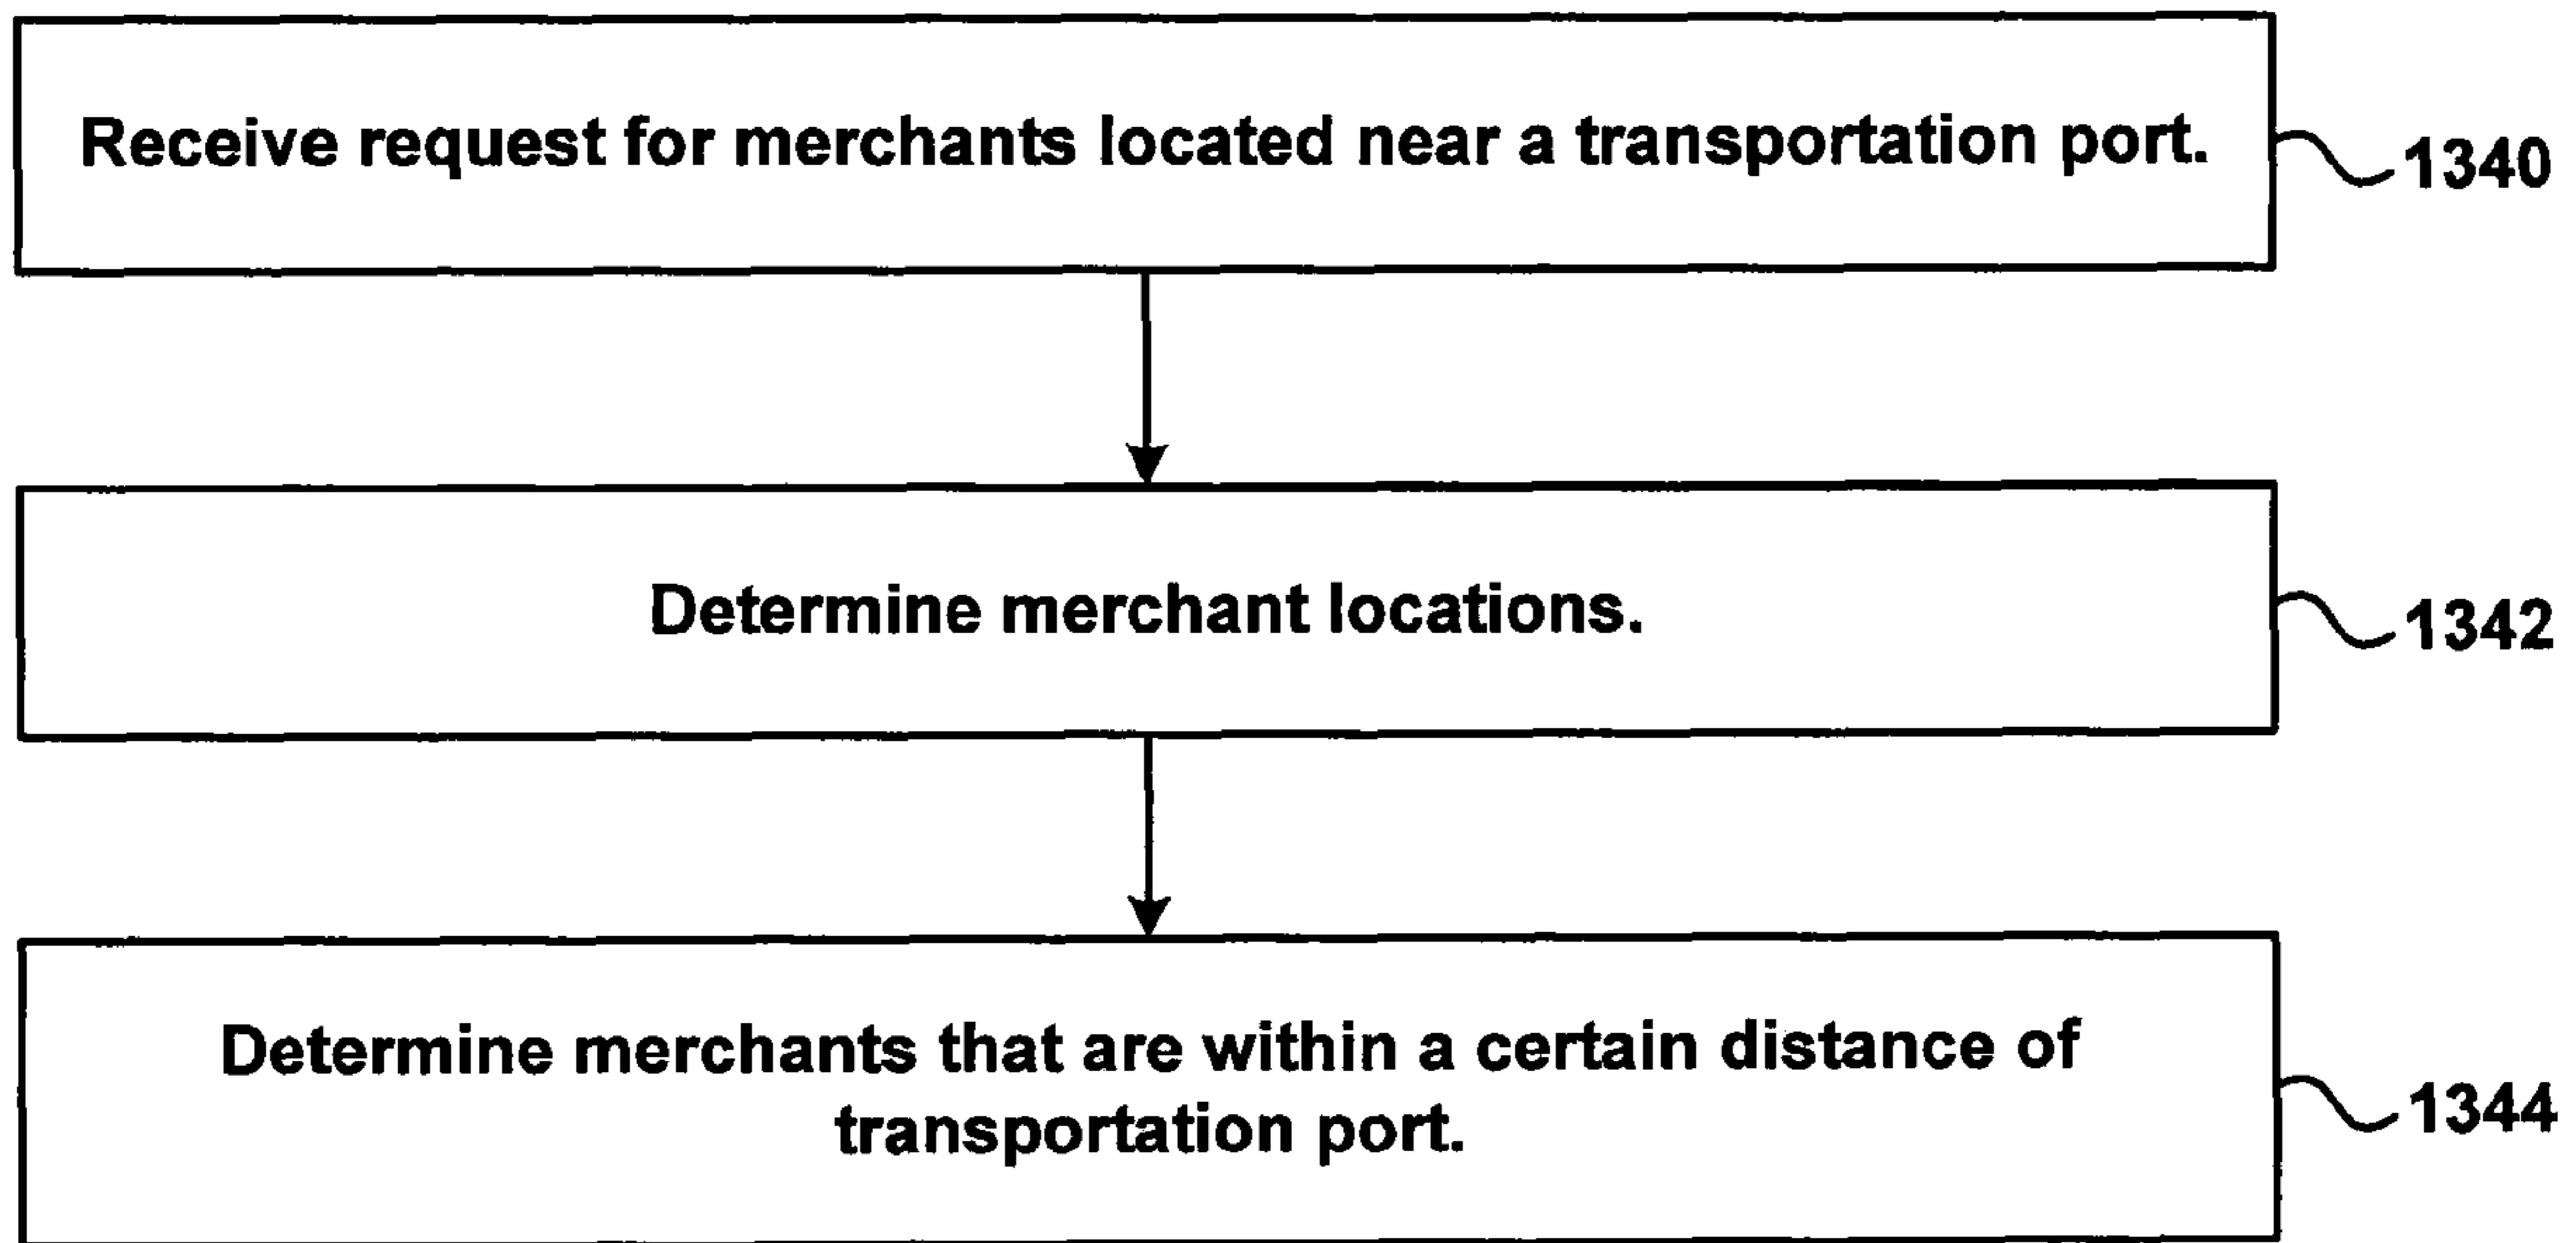 Receive request for merchants located near a transportation port.
1340
Determine merchant locations.
1342
Determine merchants that are within a certain distance of
transportation port.
1344